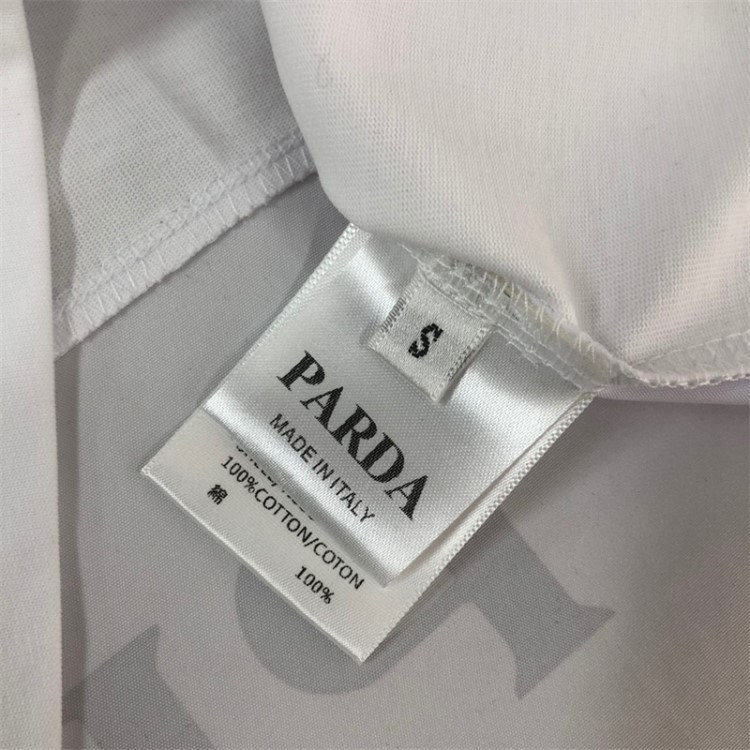 S
PARDA
MADE IN ITALY
100%COTTON/COTON
綿 100%